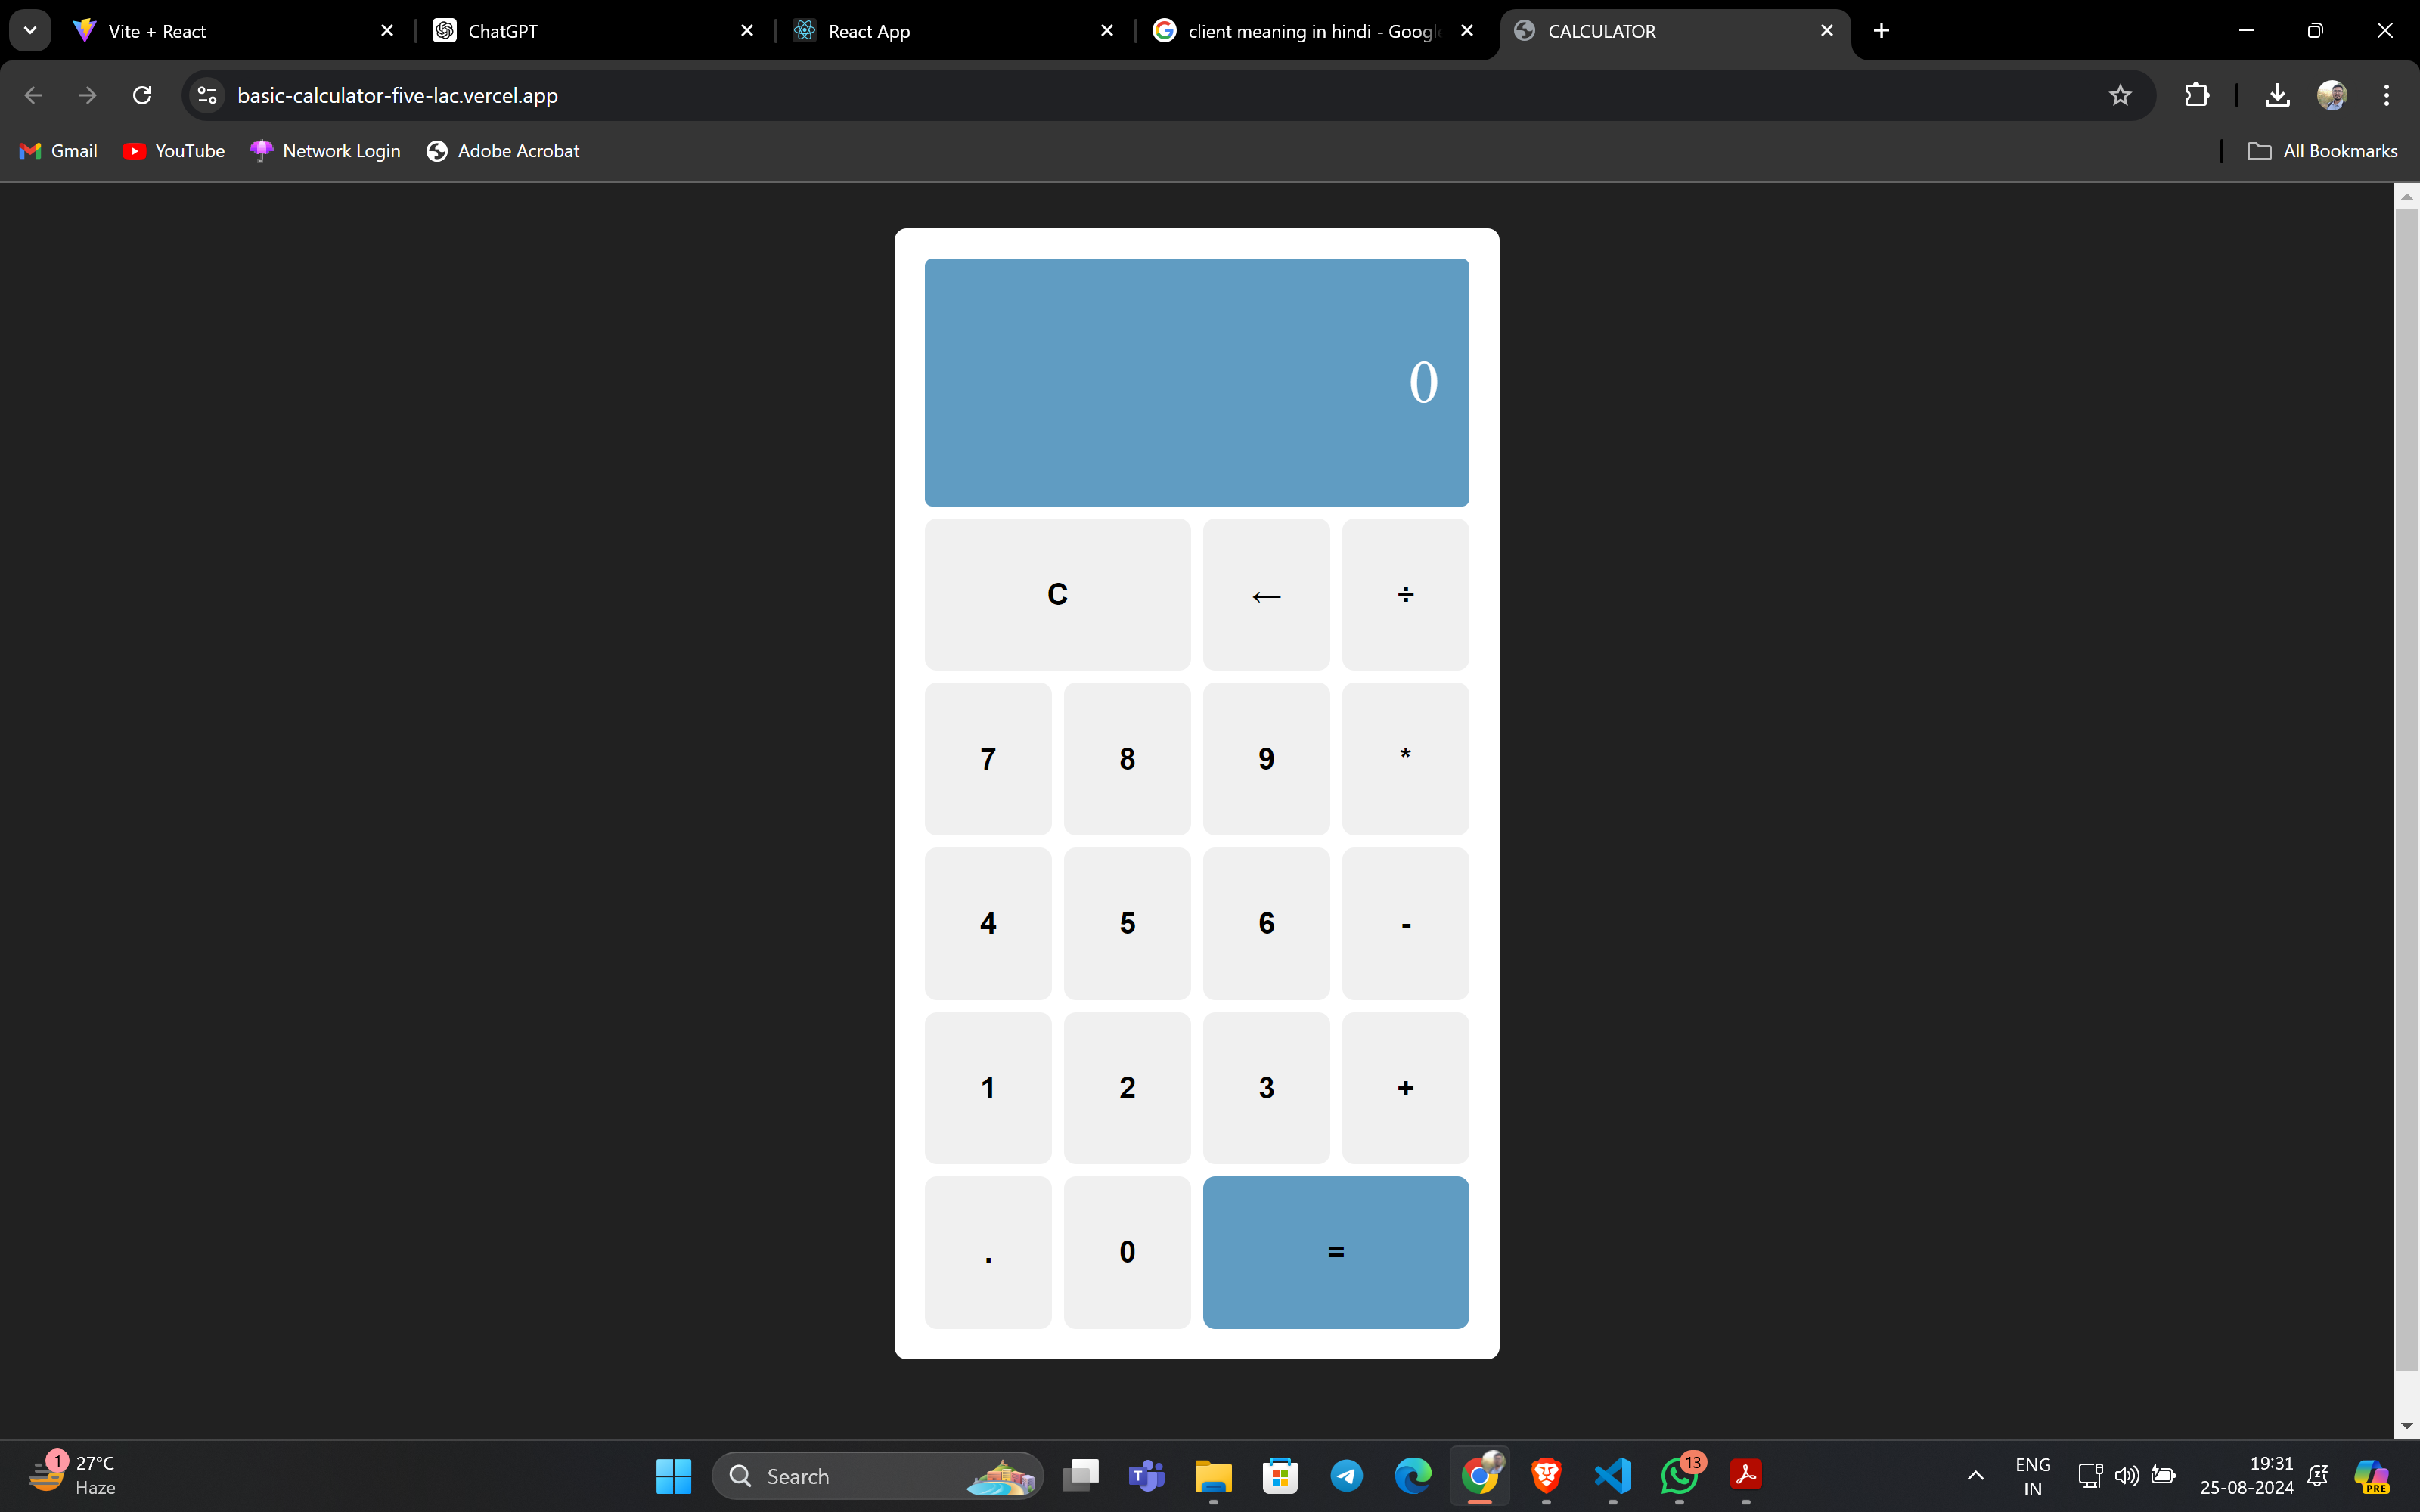 Vite + React
ChatGPT
React App
client meaning in hindi - Googl
CALCULATOR
basic-calculator-five-lac.vercel.app
Gmail
YouTube
Network Login
Adobe Acrobat
All Bookmarks
0
C ← ÷
7 8 9 *
4 5 6 -
1 2 3 +
. 0 =
1
27°C
Haze
Search
T
13
ENG
IN
19:31
25-08-2024
PRE